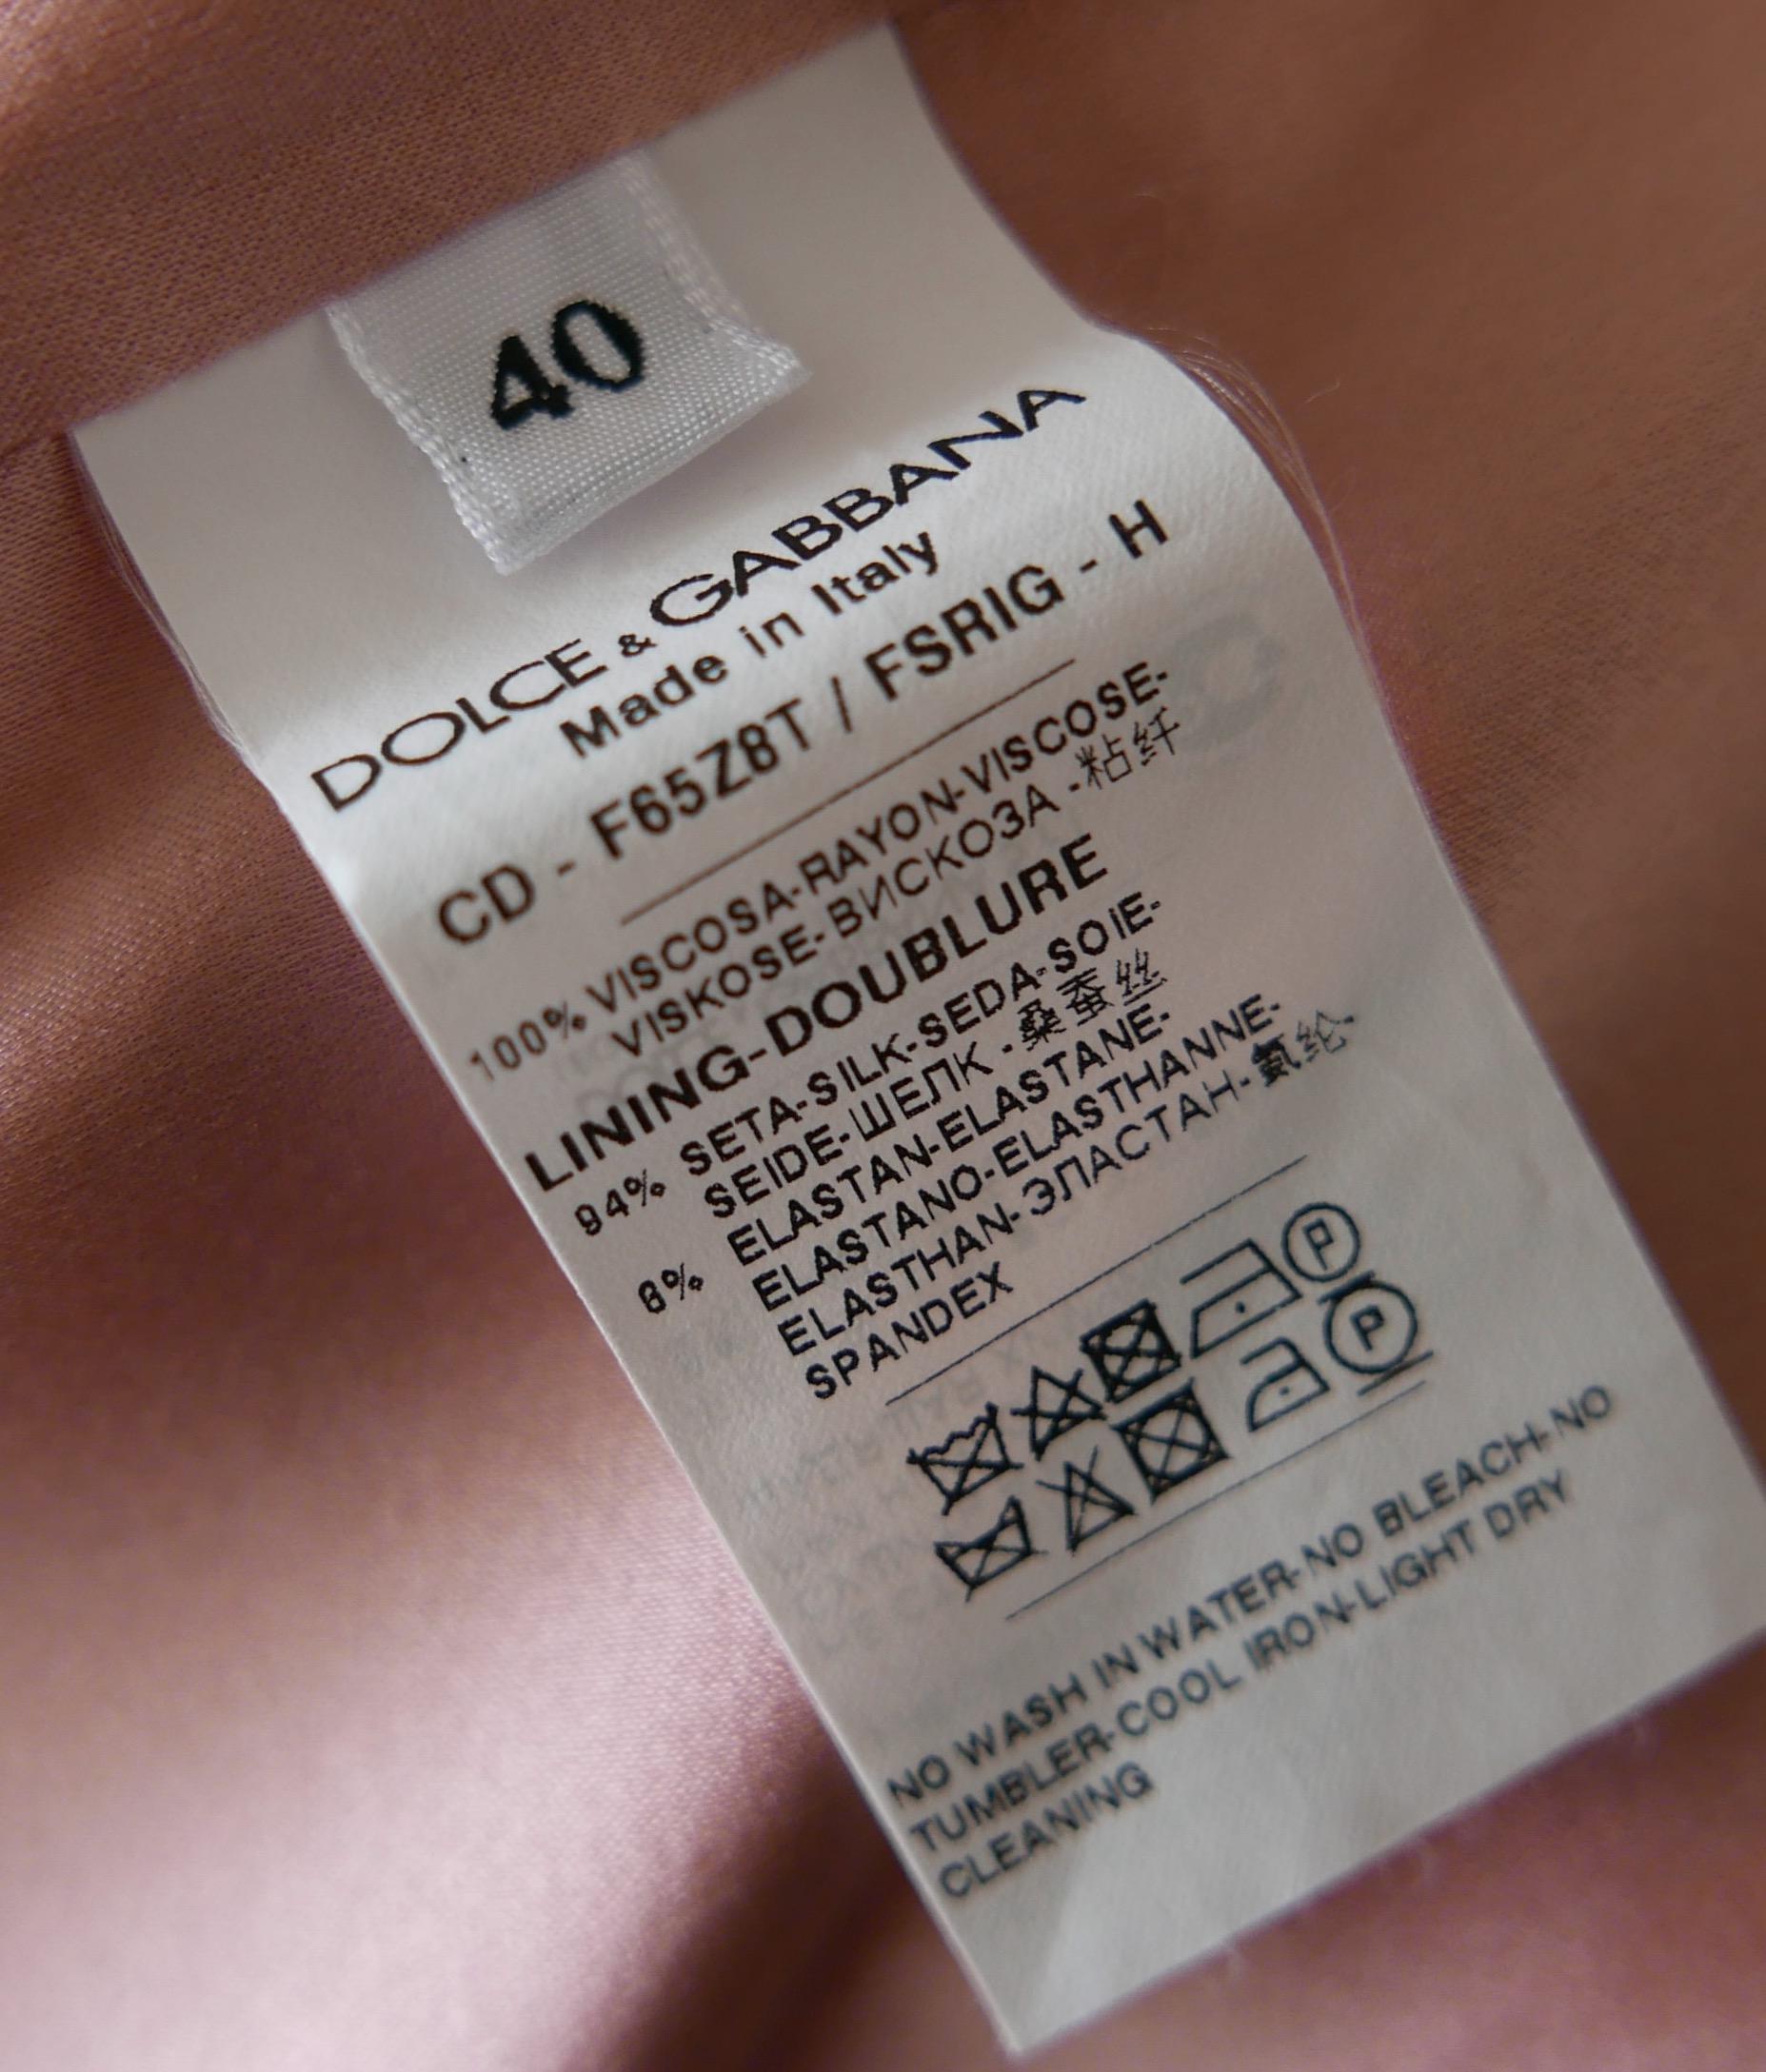 40
DOLCE & GABBANA
Made in Italy
CD - F65Z8T / FSRIG - H
100% VISCOSA-RAYON-VISCOSE-
VISKOSE-ВИСКОЗА -粘纤
LINING-DOUBLURE
94% SETA-SILK-SEDA-SOIE-
SEIDE-ШЕЛК -桑蚕丝
6% ELASTAN-ELASTANE-
ELASTANO-ELASTHANNE-
ELASTHAN-ЭЛАСТАН-氨纶-
SPANDEX
P
P
NO WASH IN WATER-NO BLEACH-NO
TUMBLER-COOL IRON-LIGHT DRY
CLEANING